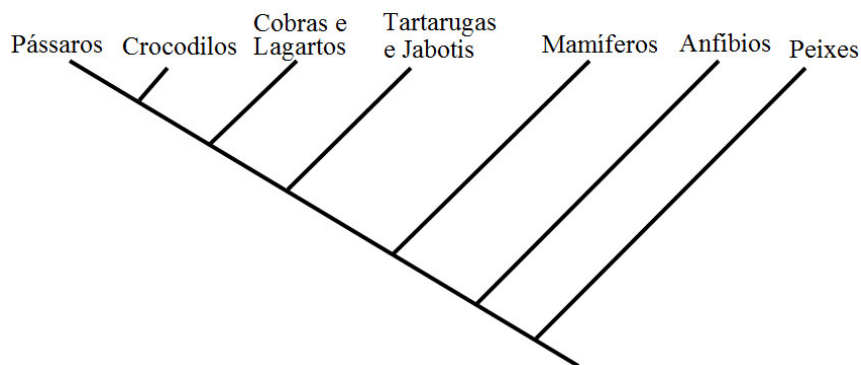 Pássaros
Crocodilos
Cobras e
Lagartos
Tartarugas
e Jabotis
Mamíferos
Anfíbios
Peixes